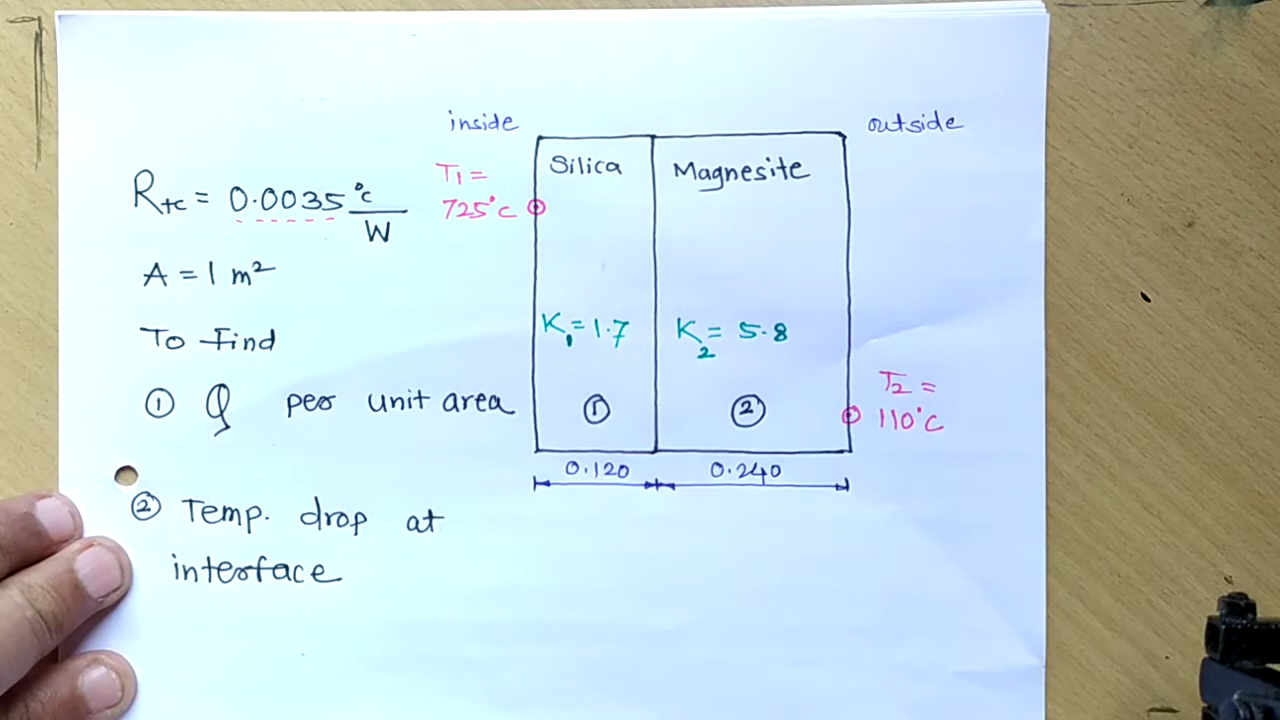 inside
outside
Silica
Magnesite
T1 =
725°c
Rtc = 0.0035 °c/W
A = 1 m²
To Find
K1 = 1.7
K2 = 5.8
① Q per unit area
①
②
T2 =
110°c
0.120
0.240
② Temp. drop at
interface